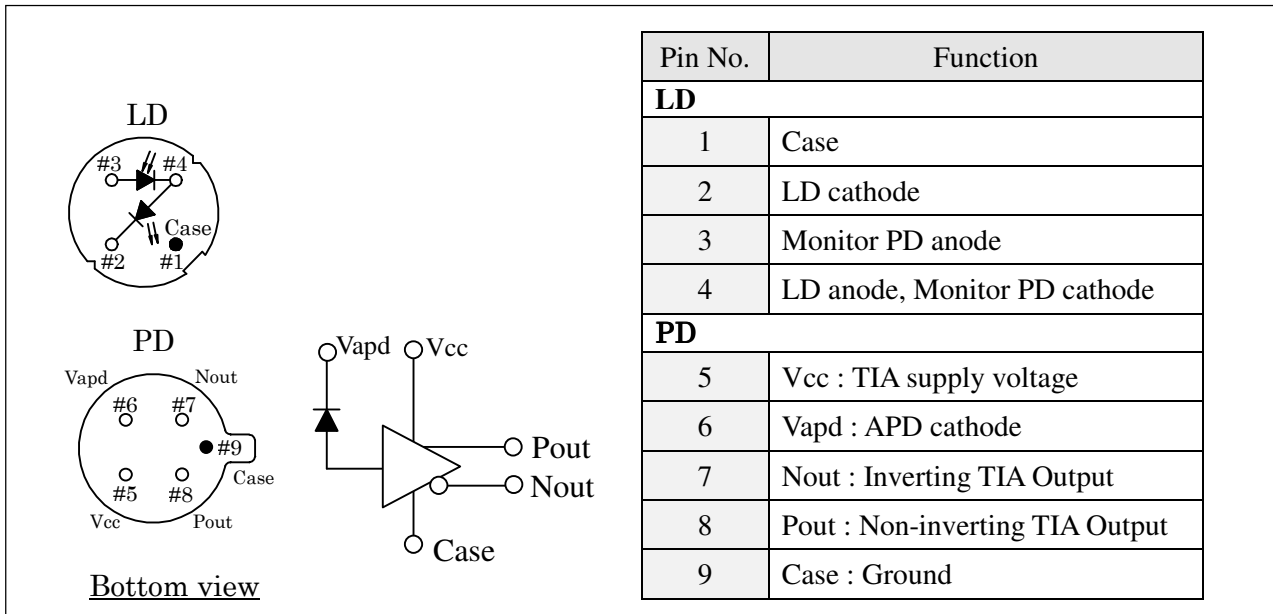 LD
#3 #4
Case
#2 #1
PD
Vapd Nout
#6 #7
#9
Case
#5 #8
Vcc Pout
Bottom view
Vapd Vcc
Pout
Nout
Case
Pin No. Function
LD
1 Case
2 LD cathode
3 Monitor PD anode
4 LD anode, Monitor PD cathode
PD
5 Vcc : TIA supply voltage
6 Vapd : APD cathode
7 Nout : Inverting TIA Output
8 Pout : Non-inverting TIA Output
9 Case : Ground